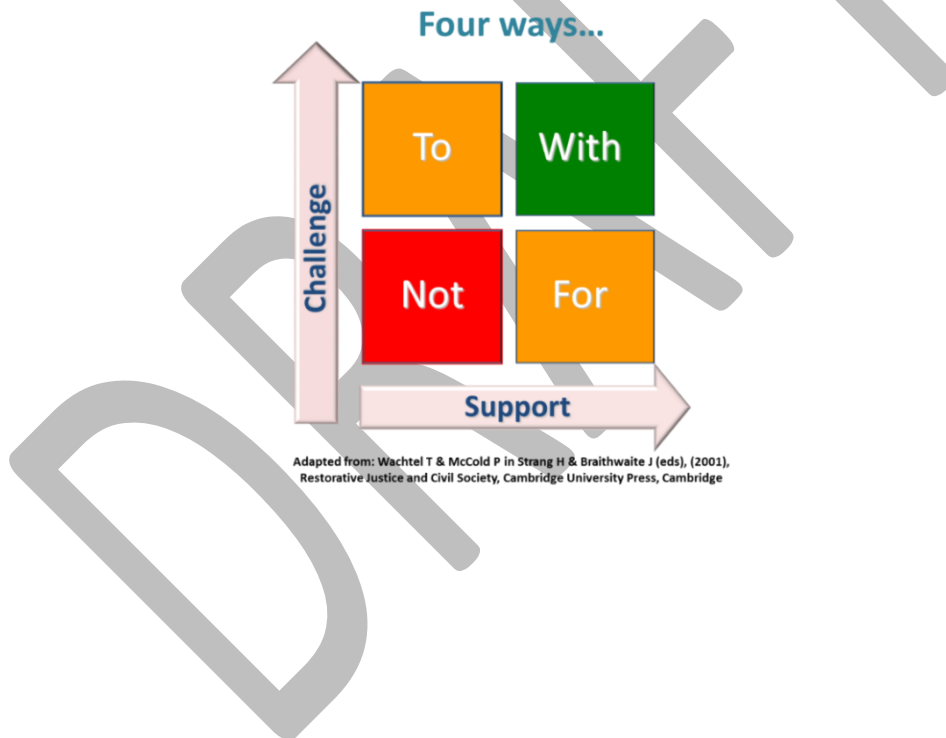 Four ways...
Challenge
To
With
Not
For
Support
Adapted from: Wachtel T & McCold P in Strang H & Braithwaite J (eds), (2001),
Restorative Justice and Civil Society, Cambridge University Press, Cambridge
DRAFT